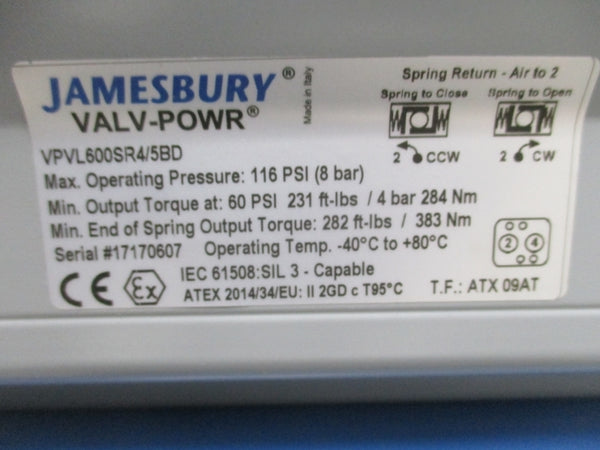 JAMESBURY®
VALV-POWR®
Made in Italy
Spring Return - Air to 2
Spring to Close Spring to Open
2 CCW 2 CW
VPVL600SR4/5BD
Max. Operating Pressure: 116 PSI (8 bar)
Min. Output Torque at: 60 PSI 231 ft-lbs / 4 bar 284 Nm
Min. End of Spring Output Torque: 282 ft-lbs / 383 Nm
Serial #17170607 Operating Temp. -40°C to +80°C
2 4
IEC 61508:SIL 3 - Capable
CE Ex ATEX 2014/34/EU: II 2GD c T95°C T.F.: ATX 09AT